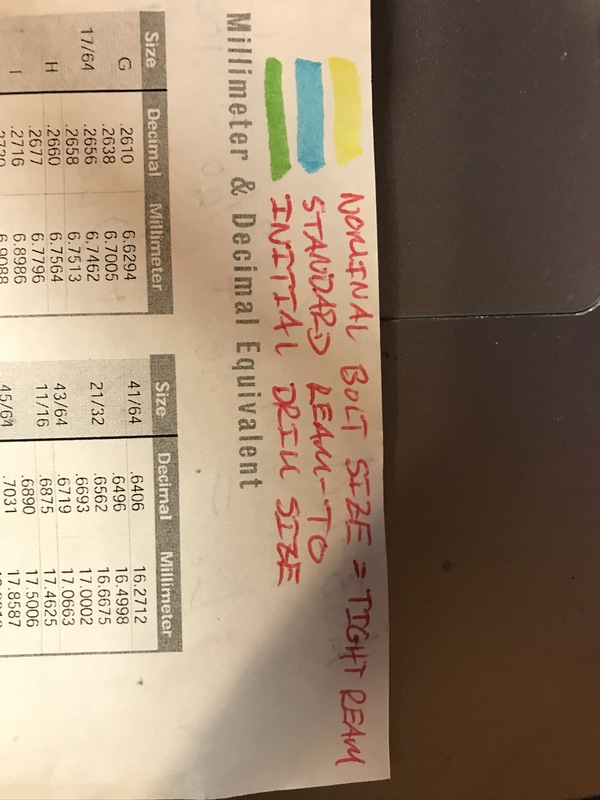 NOMINAL BOLT SIZE = TIGHT REAM
STANDARD REAM-TO
INITIAL DRILL SIZE
Millimeter & Decimal Equivalent
Size Decimal Millimeter Size Decimal Millimeter
G .2610 6.6294 41/64 .6406 16.2712
.2638 6.7005 .6496 16.4998
17/64 .2656 6.7462 21/32 .6562 16.6675
.2658 6.7513 .6693 17.0002
H .2660 6.7564 43/64 .6719 17.0663
.2677 6.7796 11/16 .6875 17.4625
I .2716 6.8986 .6890 17.5006
6.9088 45/64 .7031 17.8587